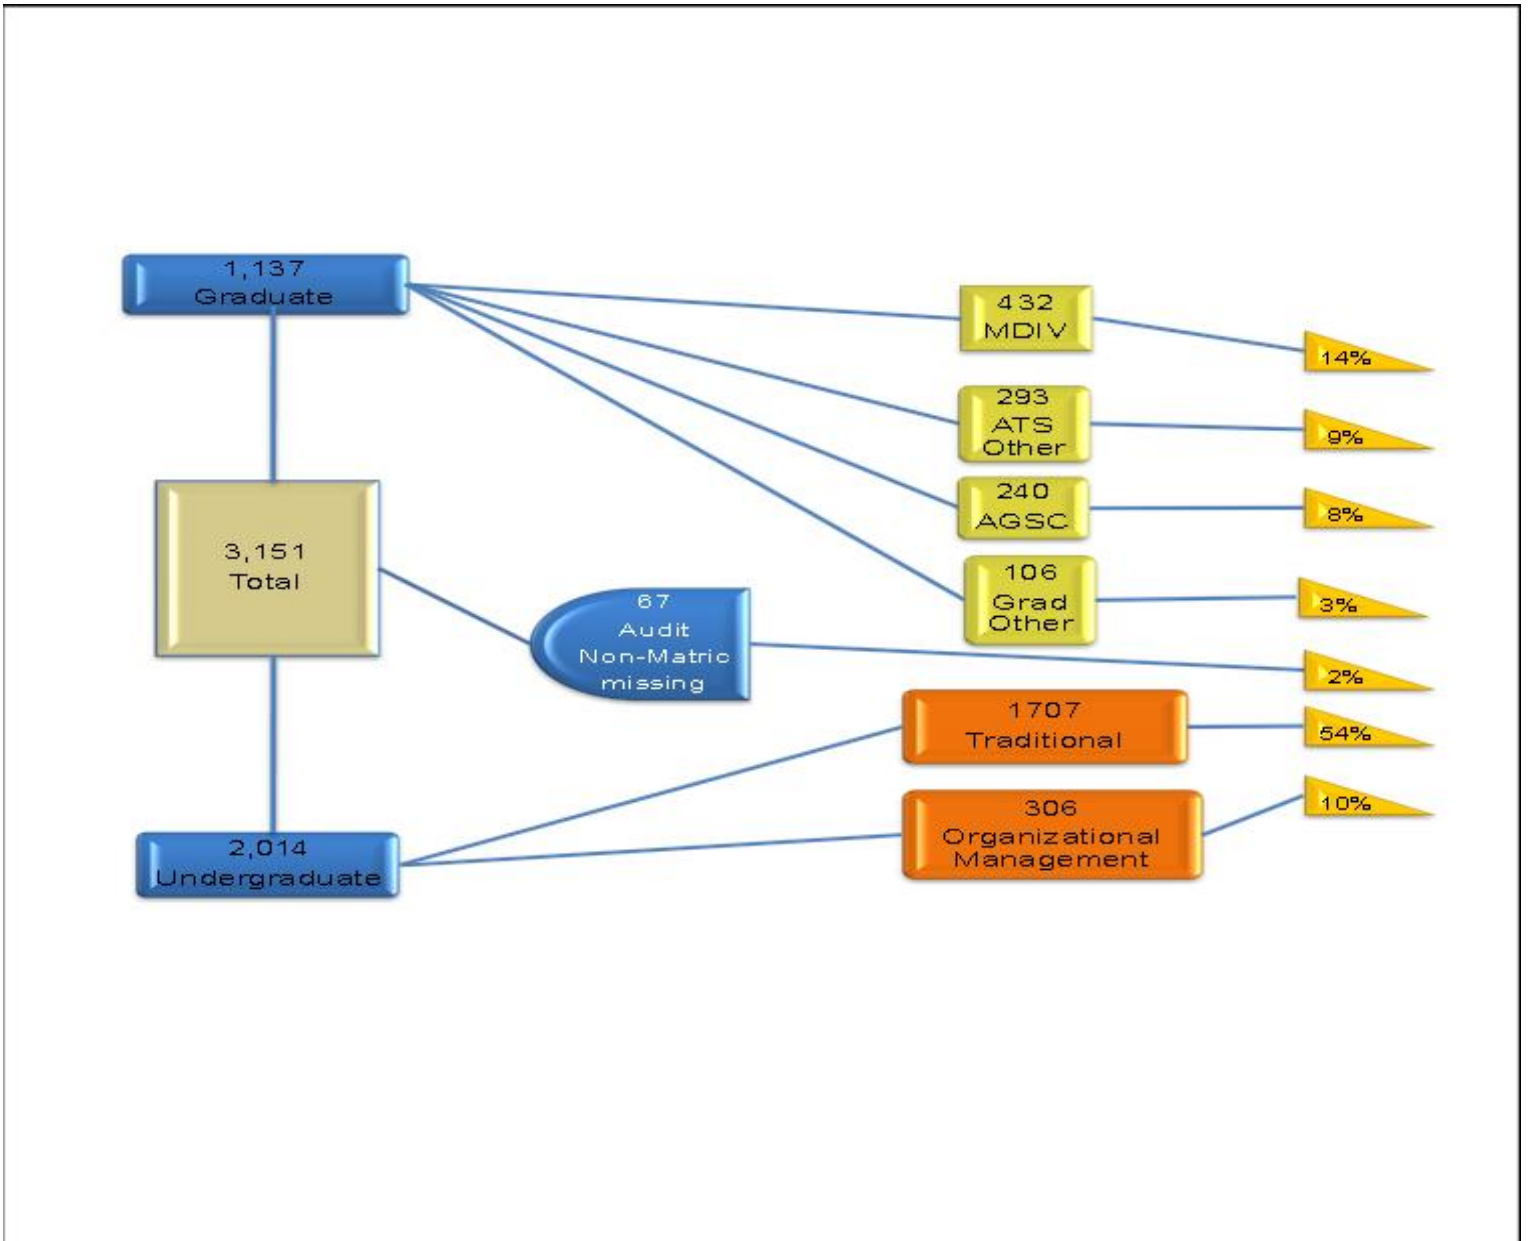 1,137
Graduate
432
MDIV
14%
293
ATS
Other
9%
240
AGSC
8%
3,151
Total
106
Grad
Other
3%
67
Audit
Non-Matric
missing
2%
1707
Traditional
54%
306
Organizational
Management
10%
2,014
Undergraduate